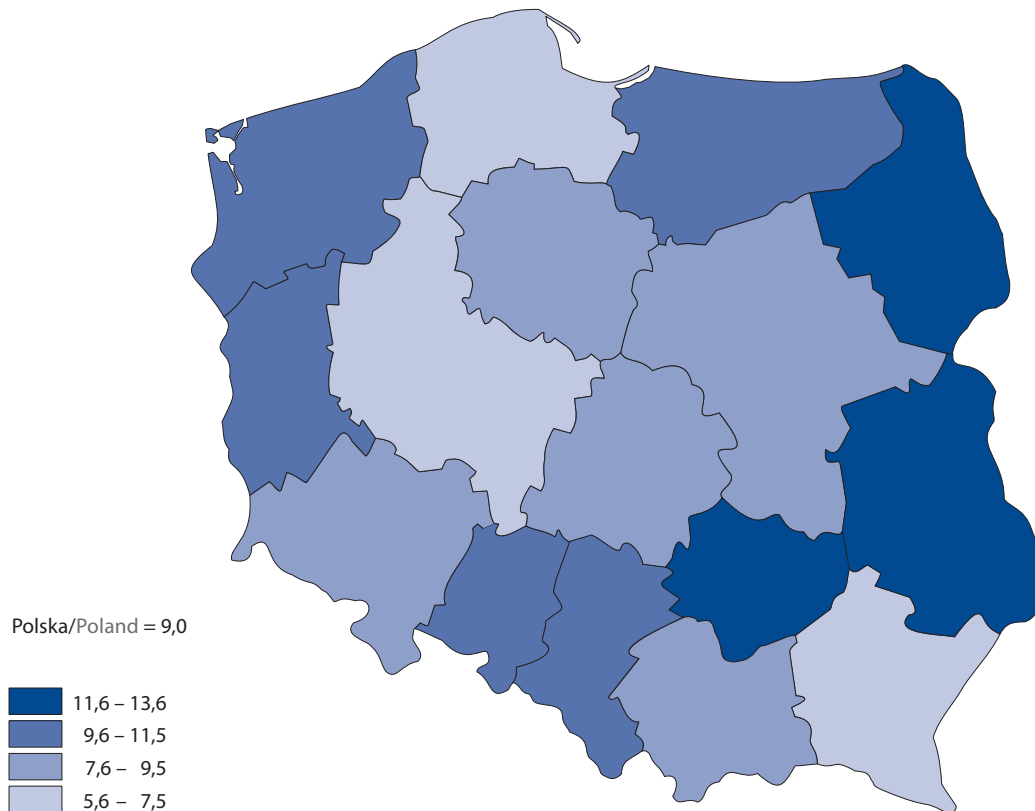 Polska/Poland = 9,0
11,6 – 13,6
9,6 – 11,5
7,6 – 9,5
5,6 – 7,5